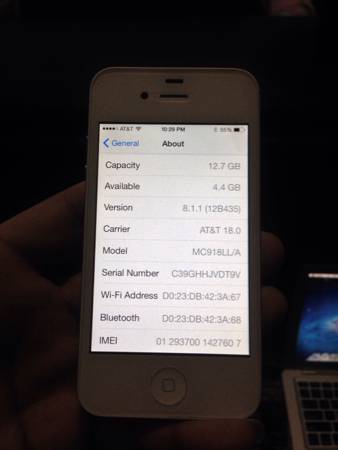 AT&T 10:29 PM 55%
General About
Capacity 12.7 GB
Available 4.4 GB
Version 8.1.1 (12B435)
Carrier AT&T 18.0
Model MC918LL/A
Serial Number C39GHHJVDT9V
Wi-Fi Address D0:23:DB:42:3A:67
Bluetooth D0:23:DB:42:3A:68
IMEI 01 293700 142760 7